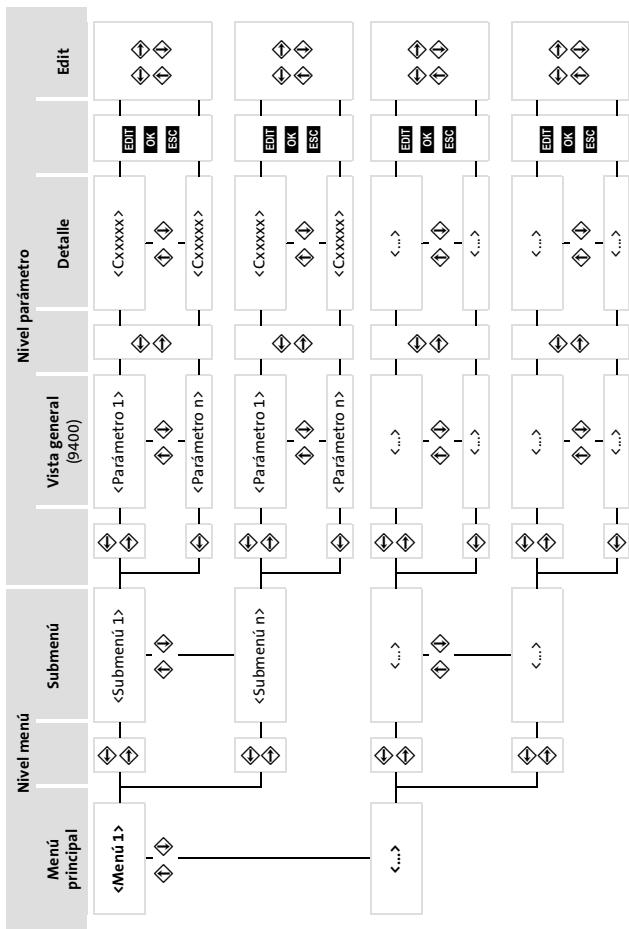 Nivel menú
Nivel parámetro
Menú
principal
Submenú
Vista general
(9400)
Detalle
Edit
<Menú 1>
<Submenú 1>
<Parámetro 1>
<Cxxxxx>
EDIT
OK
ESC
<Parámetro n>
<Cxxxxx>
<Submenú n>
<Parámetro 1>
<Cxxxxx>
EDIT
OK
ESC
<Parámetro n>
<Cxxxxx>
<...>
<...>
<...>
<...>
EDIT
OK
ESC
<...>
<...>
<...>
<...>
<...>
EDIT
OK
ESC
<...>
<...>